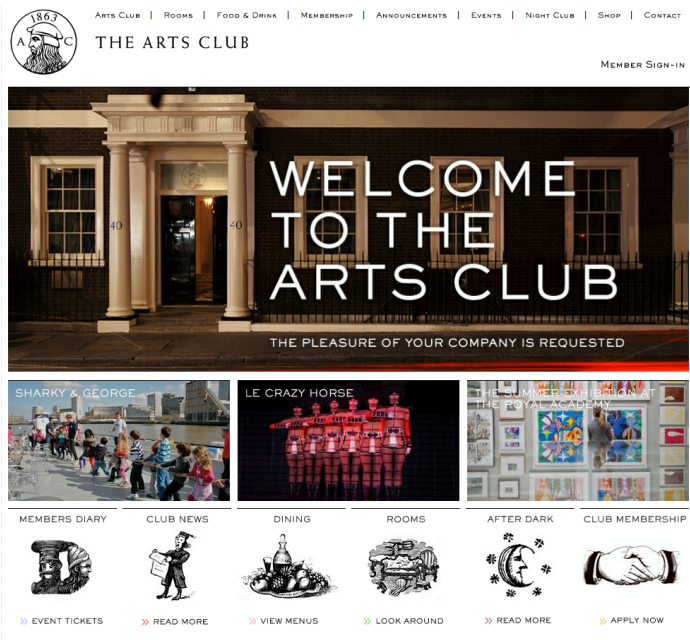 1863
A C
Arts Club | Rooms | Food & Drink | Membership | Announcements | Events | Night Club | Shop | Contact
THE ARTS CLUB
Member Sign-in
40 40
WELCOME
TO THE
ARTS CLUB
THE PLEASURE OF YOUR COMPANY IS REQUESTED
SHARKY & GEORGE
LE CRAZY HORSE
THE SUMMER EXHIBITION AT
THE ROYAL ACADEMY
MEMBERS DIARY
CLUB NEWS
DINING
ROOMS
AFTER DARK
CLUB MEMBERSHIP
D
» EVENT TICKETS
» READ MORE
» VIEW MENUS
» LOOK AROUND
» READ MORE
» APPLY NOW